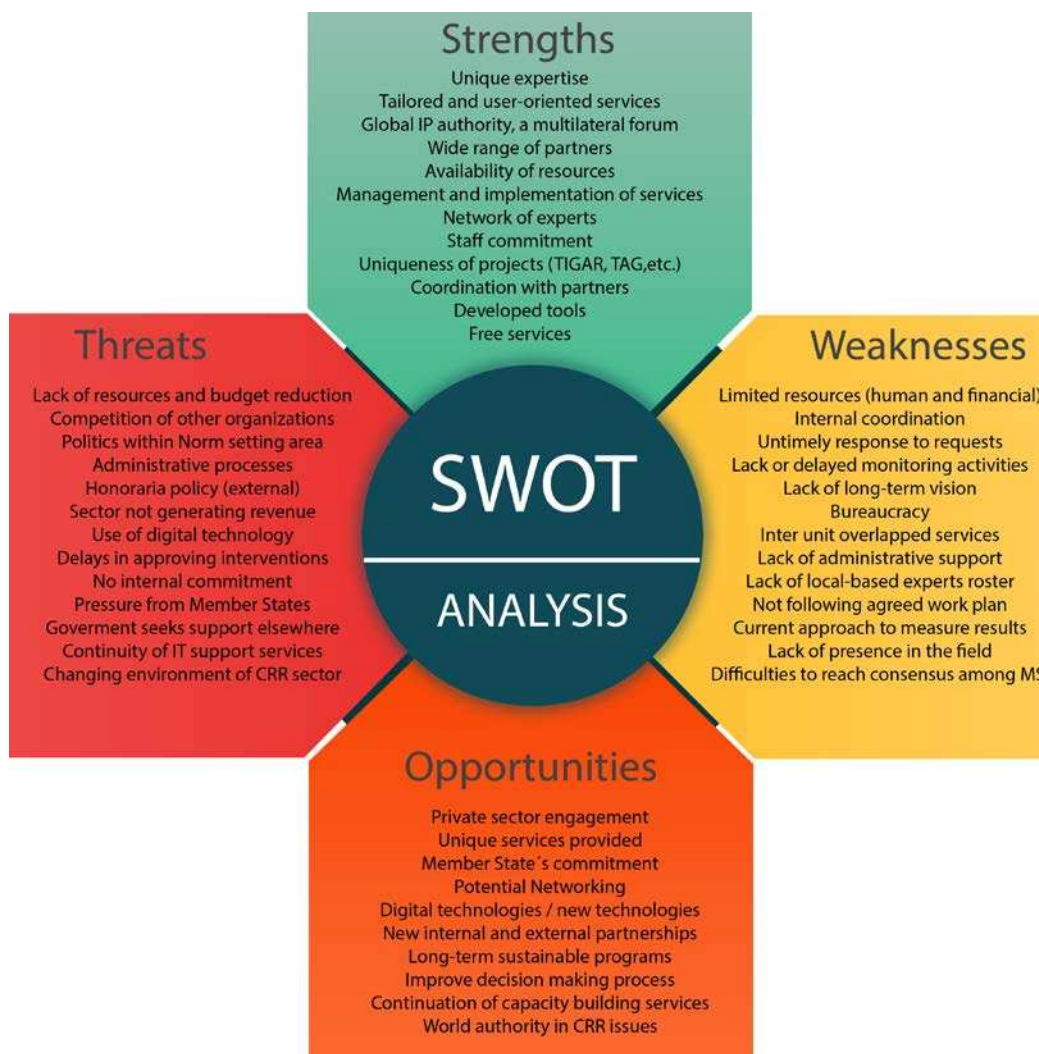 Strengths
Unique expertise
Tailored and user-oriented services
Global IP authority, a multilateral forum
Wide range of partners
Availability of resources
Management and implementation of services
Network of experts
Staff commitment
Uniqueness of projects (TIGAR, TAG,etc.)
Coordination with partners
Developed tools
Free services
Threats
Lack of resources and budget reduction
Competition of other organizations
Politics within Norm setting area
Administrative processes
Honoraria policy (external)
Sector not generating revenue
Use of digital technology
Delays in approving interventions
No internal commitment
Pressure from Member States
Goverment seeks support elsewhere
Continuity of IT support services
Changing environment of CRR sector
SWOT
ANALYSIS
Weaknesses
Limited resources (human and financial)
Internal coordination
Untimely response to requests
Lack or delayed monitoring activities
Lack of long-term vision
Bureaucracy
Inter unit overlapped services
Lack of administrative support
Lack of local-based experts roster
Not following agreed work plan
Current approach to measure results
Lack of presence in the field
Difficulties to reach consensus among MS
Opportunities
Private sector engagement
Unique services provided
Member State´s commitment
Potential Networking
Digital technologies / new technologies
New internal and external partnerships
Long-term sustainable programs
Improve decision making process
Continuation of capacity building services
World authority in CRR issues